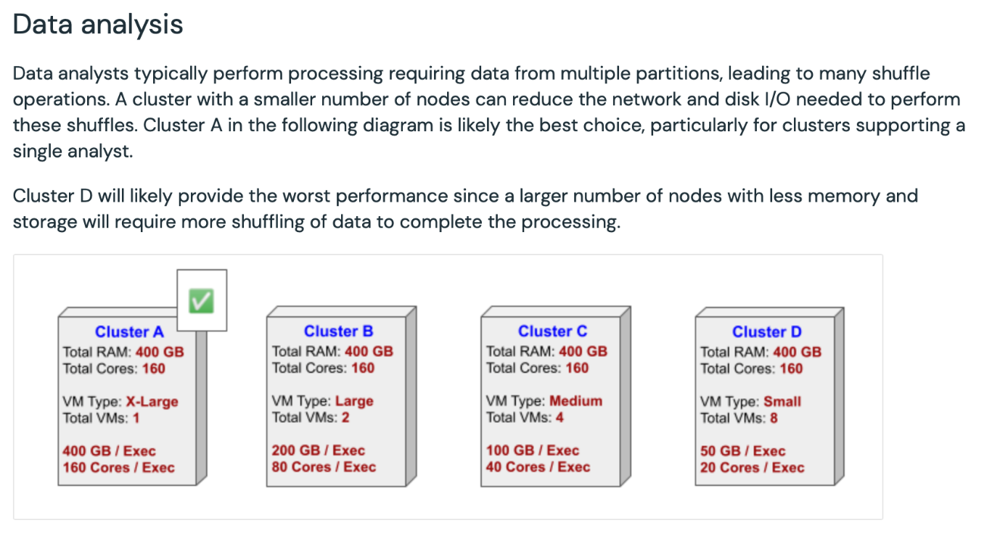 Data analysis
Data analysts typically perform processing requiring data from multiple partitions, leading to many shuffle
operations. A cluster with a smaller number of nodes can reduce the network and disk I/O needed to perform
these shuffles. Cluster A in the following diagram is likely the best choice, particularly for clusters supporting a
single analyst.
Cluster D will likely provide the worst performance since a larger number of nodes with less memory and
storage will require more shuffling of data to complete the processing.
Cluster A
Total RAM: 400 GB
Total Cores: 160
VM Type: X-Large
Total VMs: 1
400 GB / Exec
160 Cores / Exec
Cluster B
Total RAM: 400 GB
Total Cores: 160
VM Type: Large
Total VMs: 2
200 GB / Exec
80 Cores / Exec
Cluster C
Total RAM: 400 GB
Total Cores: 160
VM Type: Medium
Total VMs: 4
100 GB / Exec
40 Cores / Exec
Cluster D
Total RAM: 400 GB
Total Cores: 160
VM Type: Small
Total VMs: 8
50 GB / Exec
20 Cores / Exec